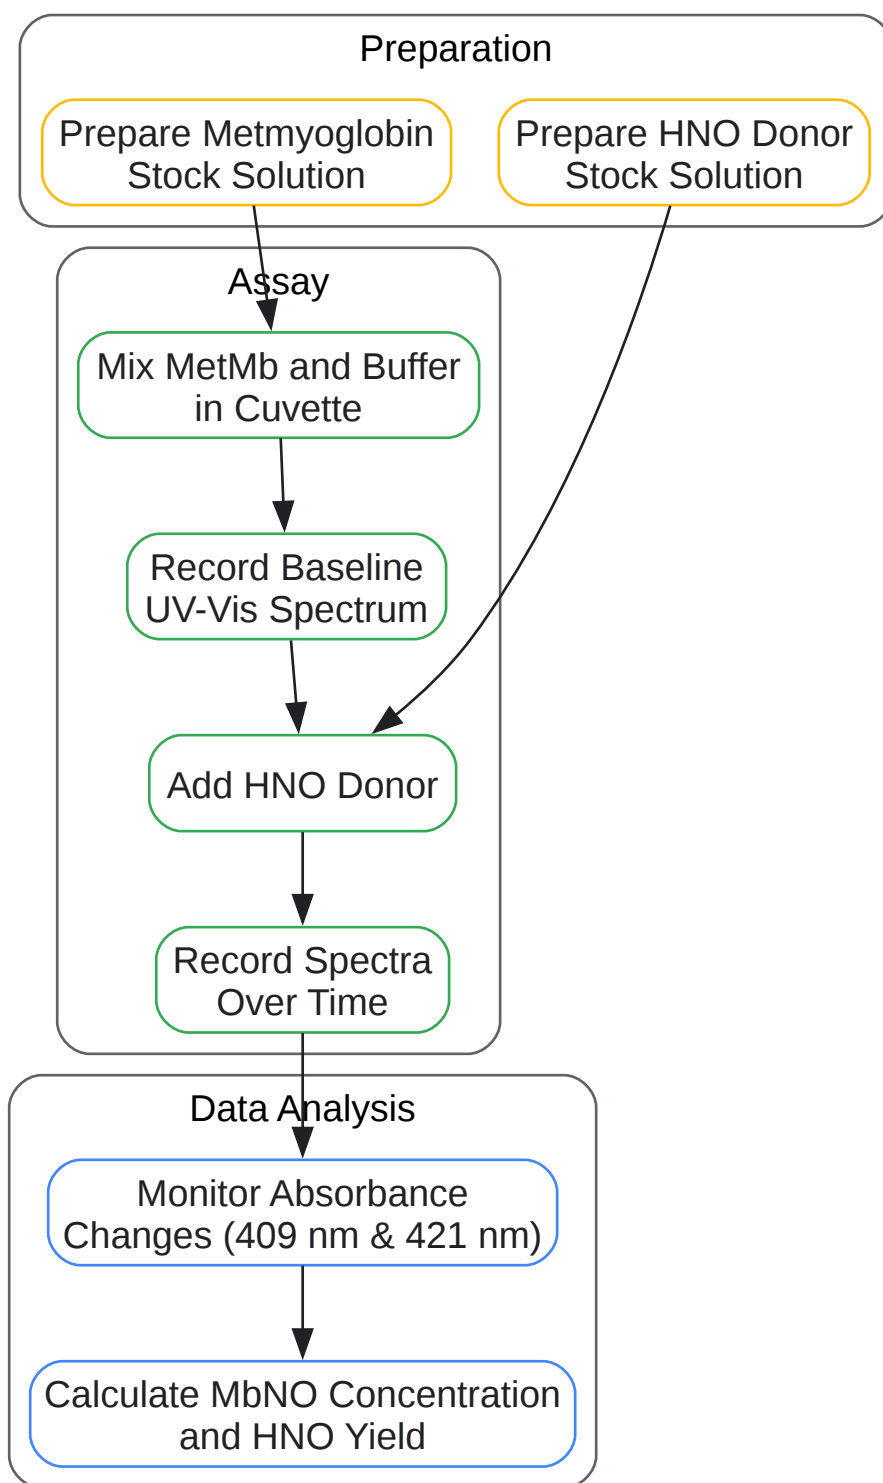 Preparation
Prepare Metmyoglobin
Stock Solution
Prepare HNO Donor
Stock Solution
Assay
Mix MetMb and Buffer
in Cuvette
Record Baseline
UV-Vis Spectrum
Add HNO Donor
Record Spectra
Over Time
Data Analysis
Monitor Absorbance
Changes (409 nm & 421 nm)
Calculate MbNO Concentration
and HNO Yield